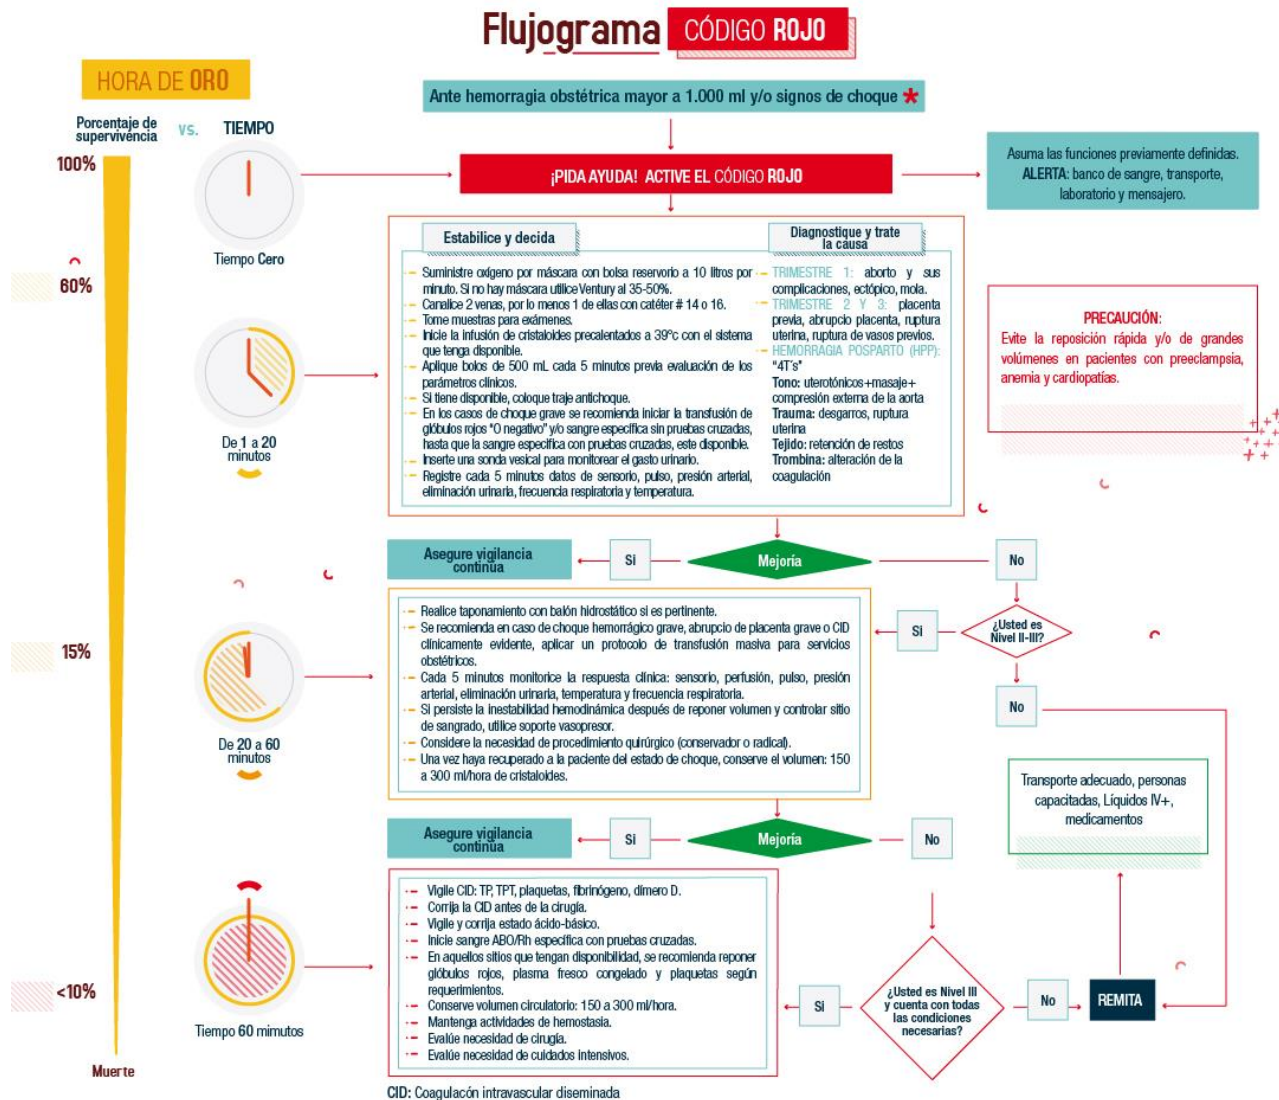 Flujograma CÓDIGO ROJO
HORA DE ORO
Porcentaje de
supervivencia
vs.
TIEMPO
100%
60%
15%
<10%
Muerte
Tiempo Cero
De 1 a 20
minutos
De 20 a 60
minutos
Tiempo 60 mimutos
Ante hemorragia obstétrica mayor a 1.000 ml y/o signos de choque *
¡PIDA AYUDA! ACTIVE EL CÓDIGO ROJO
Asuma las funciones previamente definidas.
ALERTA: banco de sangre, transporte,
laboratorio y mensajero.
Estabilice y decida
Suministre oxígeno por máscara con bolsa reservorio a 10 litros por
minuto. Si no hay máscara utilice Ventury al 35-50%.
Canalice 2 venas, por lo menos 1 de ellas con catéter # 14 o 16.
Tome muestras para exámenes.
Inicie la infusión de cristaloides precalentados a 39°c con el sistema
que tenga disponible.
Aplique bolos de 500 mL cada 5 minutos previa evaluación de los
parámetros clínicos.
Si tiene disponible, coloque traje antichoque.
En los casos de choque grave se recomienda iniciar la transfusión de
glóbulos rojos "O negativo" y/o sangre específica sin pruebas cruzadas,
hasta que la sangre específica con pruebas cruzadas, este disponible.
Inserte una sonda vesical para monitorear el gasto urinario.
Registre cada 5 minutos datos de sensorio, pulso, presión arterial,
eliminación urinaria, frecuencia respiratoria y temperatura.
Diagnostique y trate
la causa
TRIMESTRE 1: aborto y sus
complicaciones, ectópico, mola.
TRIMESTRE 2 Y 3: placenta
previa, abrupcio placenta, ruptura
uterina, ruptura de vasos previos.
HEMORRAGIA POSPARTO (HPP):
"4T's"
Tono: uterotónicos+masaje+
compresión externa de la aorta
Trauma: desgarros, ruptura
uterina
Tejido: retención de restos
Trombina: alteración de la
coagulación
PRECAUCIÓN:
Evite la reposición rápida y/o de grandes
volúmenes en pacientes con preeclampsia,
anemia y cardiopatías.
Mejoría
Si
Asegure vigilancia
continúa
No
¿Usted es
Nivel II-III?
Si
No
Realice taponamiento con balón hidrostático si es pertinente.
Se recomienda en caso de choque hemorrágico grave, abrupcio de placenta grave o CID
clínicamente evidente, aplicar un protocolo de transfusión masiva para servicios
obstétricos.
Cada 5 minutos monitorice la respuesta clínica: sensorio, perfusión, pulso, presión
arterial, eliminación urinaria, temperatura y frecuencia respiratoria.
Si persiste la inestabilidad hemodinámica después de reponer volumen y controlar sitio
de sangrado, utilice soporte vasopresor.
Considere la necesidad de procedimiento quirúrgico (conservador o radical).
Una vez haya recuperado a la paciente del estado de choque, conserve el volumen: 150
a 300 ml/hora de cristaloides.
Transporte adecuado, personas
capacitadas, Líquidos IV+,
medicamentos
Mejoría
Si
Asegure vigilancia
continúa
No
Vigile CID: TP, TPT, plaquetas, fibrinógeno, dímero D.
Corrija la CID antes de la cirugía.
Vigile y corrija estado ácido-básico.
Inicie sangre ABO/Rh específica con pruebas cruzadas.
En aquellos sitios que tengan disponibilidad, se recomienda reponer
glóbulos rojos, plasma fresco congelado y plaquetas según
requerimientos.
Conserve volumen circulatorio: 150 a 300 ml/hora.
Mantenga actividades de hemostasia.
Evalúe necesidad de cirugía.
Evalúe necesidad de cuidados intensivos.
Si
¿Usted es Nivel III
y cuenta con todas
las condiciones
necesarias?
No
REMITA
CID: Coagulacón intravascular diseminada